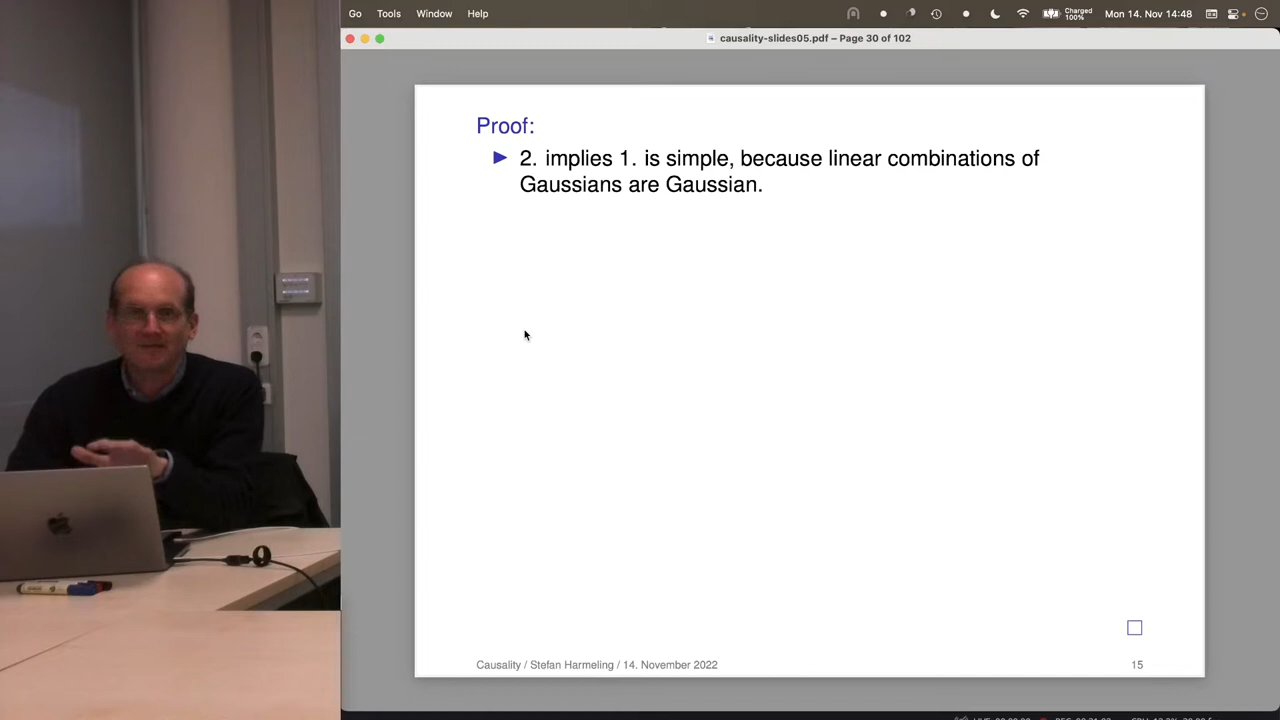 Go Tools Window Help Charged 100% Mon 14. Nov 14:48
causality-slides05.pdf – Page 30 of 102
Proof:
2. implies 1. is simple, because linear combinations of
Gaussians are Gaussian.
Causality / Stefan Harmeling / 14. November 2022 15